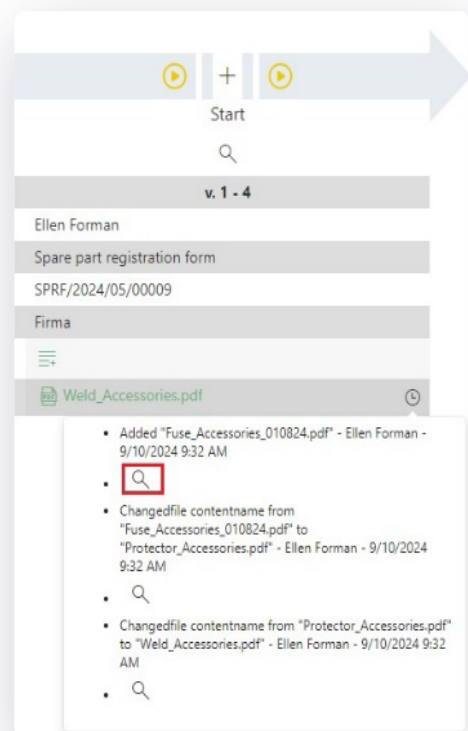 Start
v. 1 - 4
Ellen Forman
Spare part registration form
SPRF/2024/05/00009
Firma
Weld_Accessories.pdf
Added "Fuse_Accessories_010824.pdf" - Ellen Forman -
9/10/2024 9:32 AM
Changedfile contentname from
"Fuse_Accessories_010824.pdf" to
"Protector_Accessories.pdf" - Ellen Forman - 9/10/2024
9:32 AM
Changedfile contentname from "Protector_Accessories.pdf"
to "Weld_Accessories.pdf" - Ellen Forman - 9/10/2024 9:32
AM